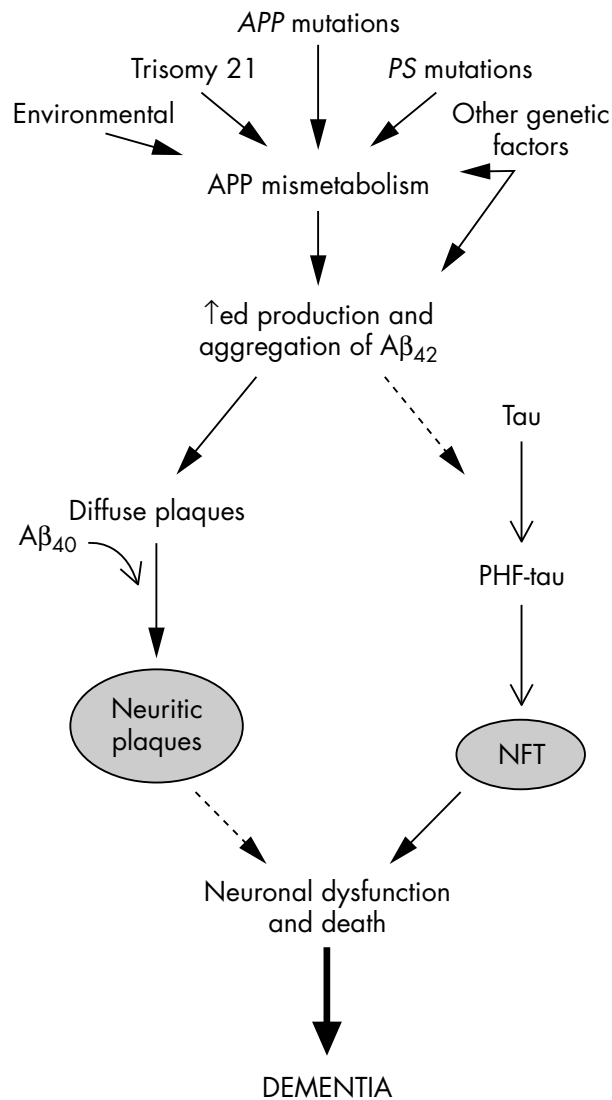 APP mutations
Trisomy 21
PS mutations
Environmental
Other genetic
factors
APP mismetabolism
↑ed production and
aggregation of Aβ₄₂
Tau
Diffuse plaques
Aβ₄₀
PHF-tau
Neuritic
plaques
NFT
Neuronal dysfunction
and death
DEMENTIA